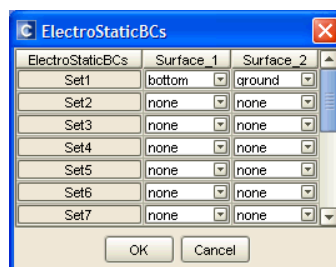 ElectroStaticBCs
ElectroStaticBCs Surface_1 Surface_2
Set1 bottom ground
Set2 none none
Set3 none none
Set4 none none
Set5 none none
Set6 none none
Set7 none none
OK Cancel